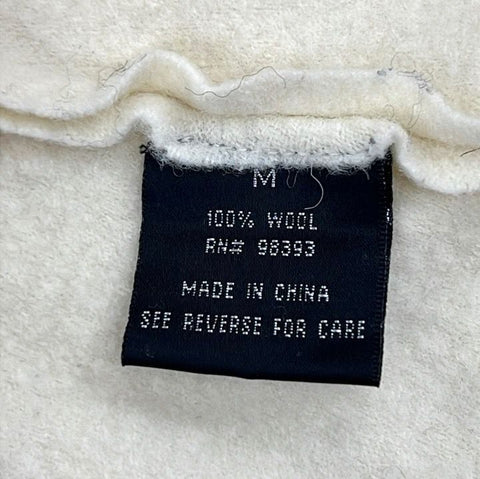 M
100% WOOL
RN# 98393
MADE IN CHINA
SEE REVERSE FOR CARE